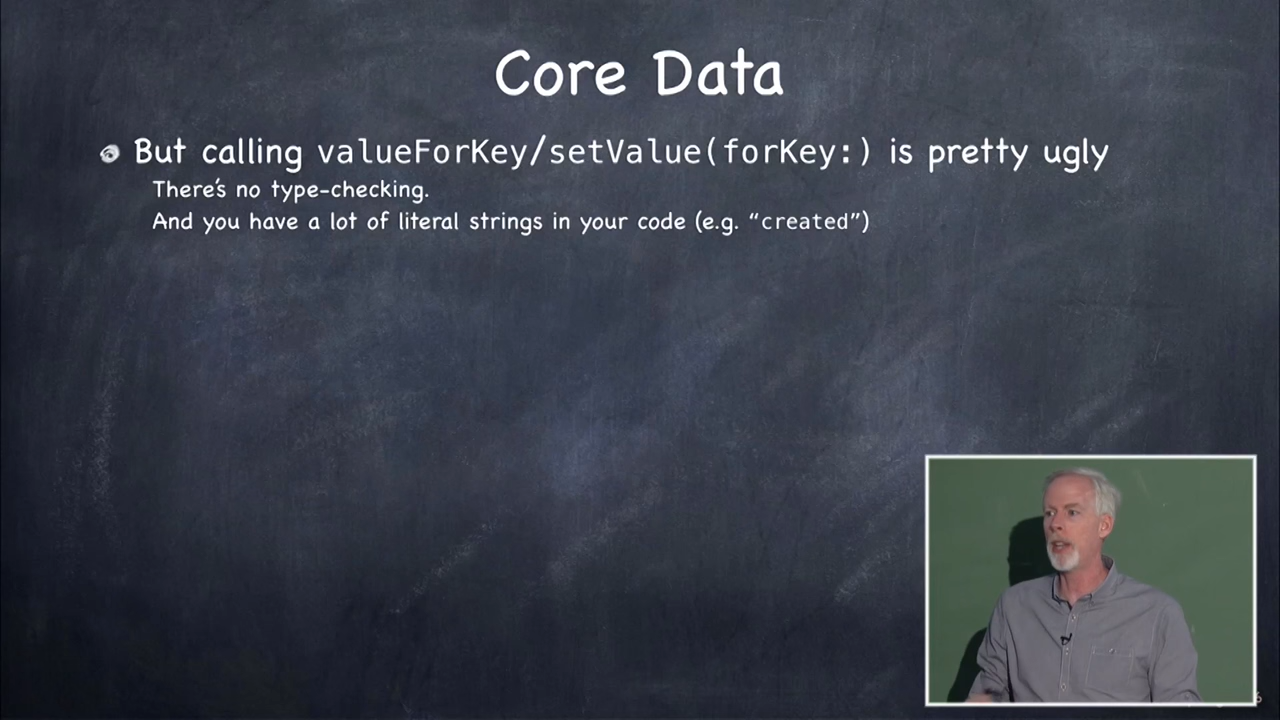 Core Data
But calling valueForKey/setValue(forKey:) is pretty ugly
There's no type-checking.
And you have a lot of literal strings in your code (e.g. “created”)